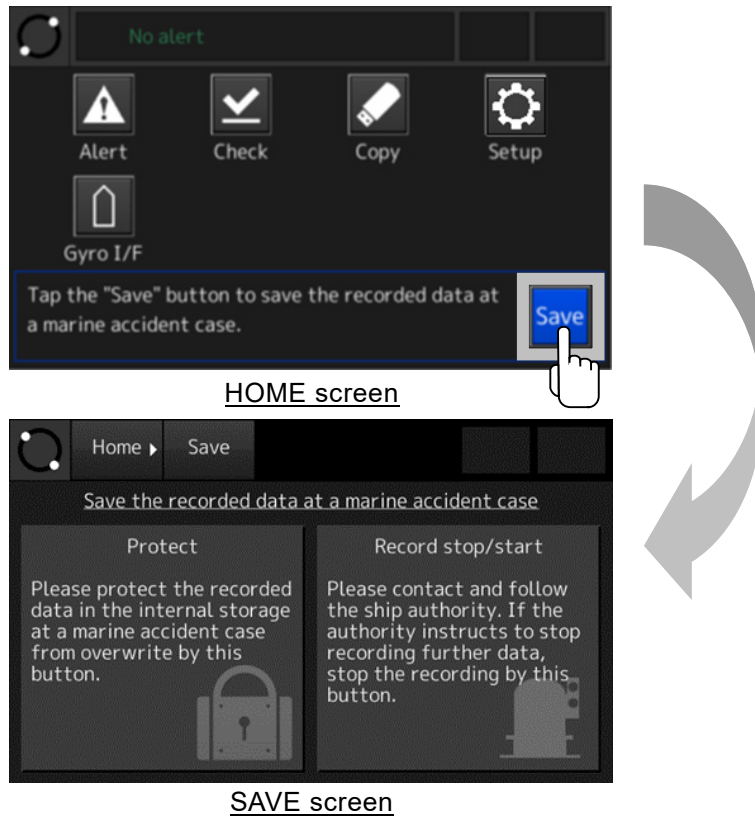 No alert
Alert Check Copy Setup
Gyro I/F
Tap the "Save" button to save the recorded data at
a marine accident case.
Save
HOME screen
Home Save
Save the recorded data at a marine accident case
Protect
Please protect the recorded
data in the internal storage
at a marine accident case
from overwrite by this
button.
Record stop/start
Please contact and follow
the ship authority. If the
authority instructs to stop
recording further data,
stop the recording by this
button.
SAVE screen